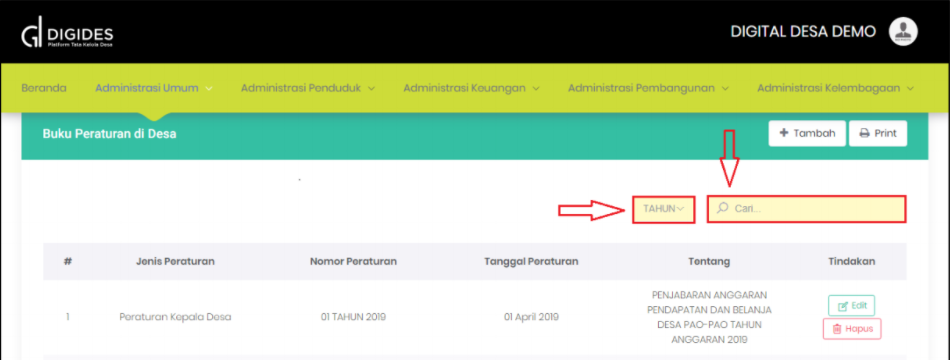 DIGIDES
Platform Tata Kelola Desa
DIGITAL DESA DEMO
Beranda Administrasi Umum Administrasi Penduduk Administrasi Keuangan Administrasi Pembangunan Administrasi Kelembagaan
Buku Peraturan di Desa
+ Tambah Print
TAHUN Cari...
# Jenis Peraturan Nomor Peraturan Tanggal Peraturan Tentang Tindakan
1 Peraturan Kepala Desa 01 TAHUN 2019 01 April 2019
PENJABARAN ANGGARAN
PENDAPATAN DAN BELANJA
DESA PAO-PAO TAHUN
ANGGARAN 2019
Edit
Hapus